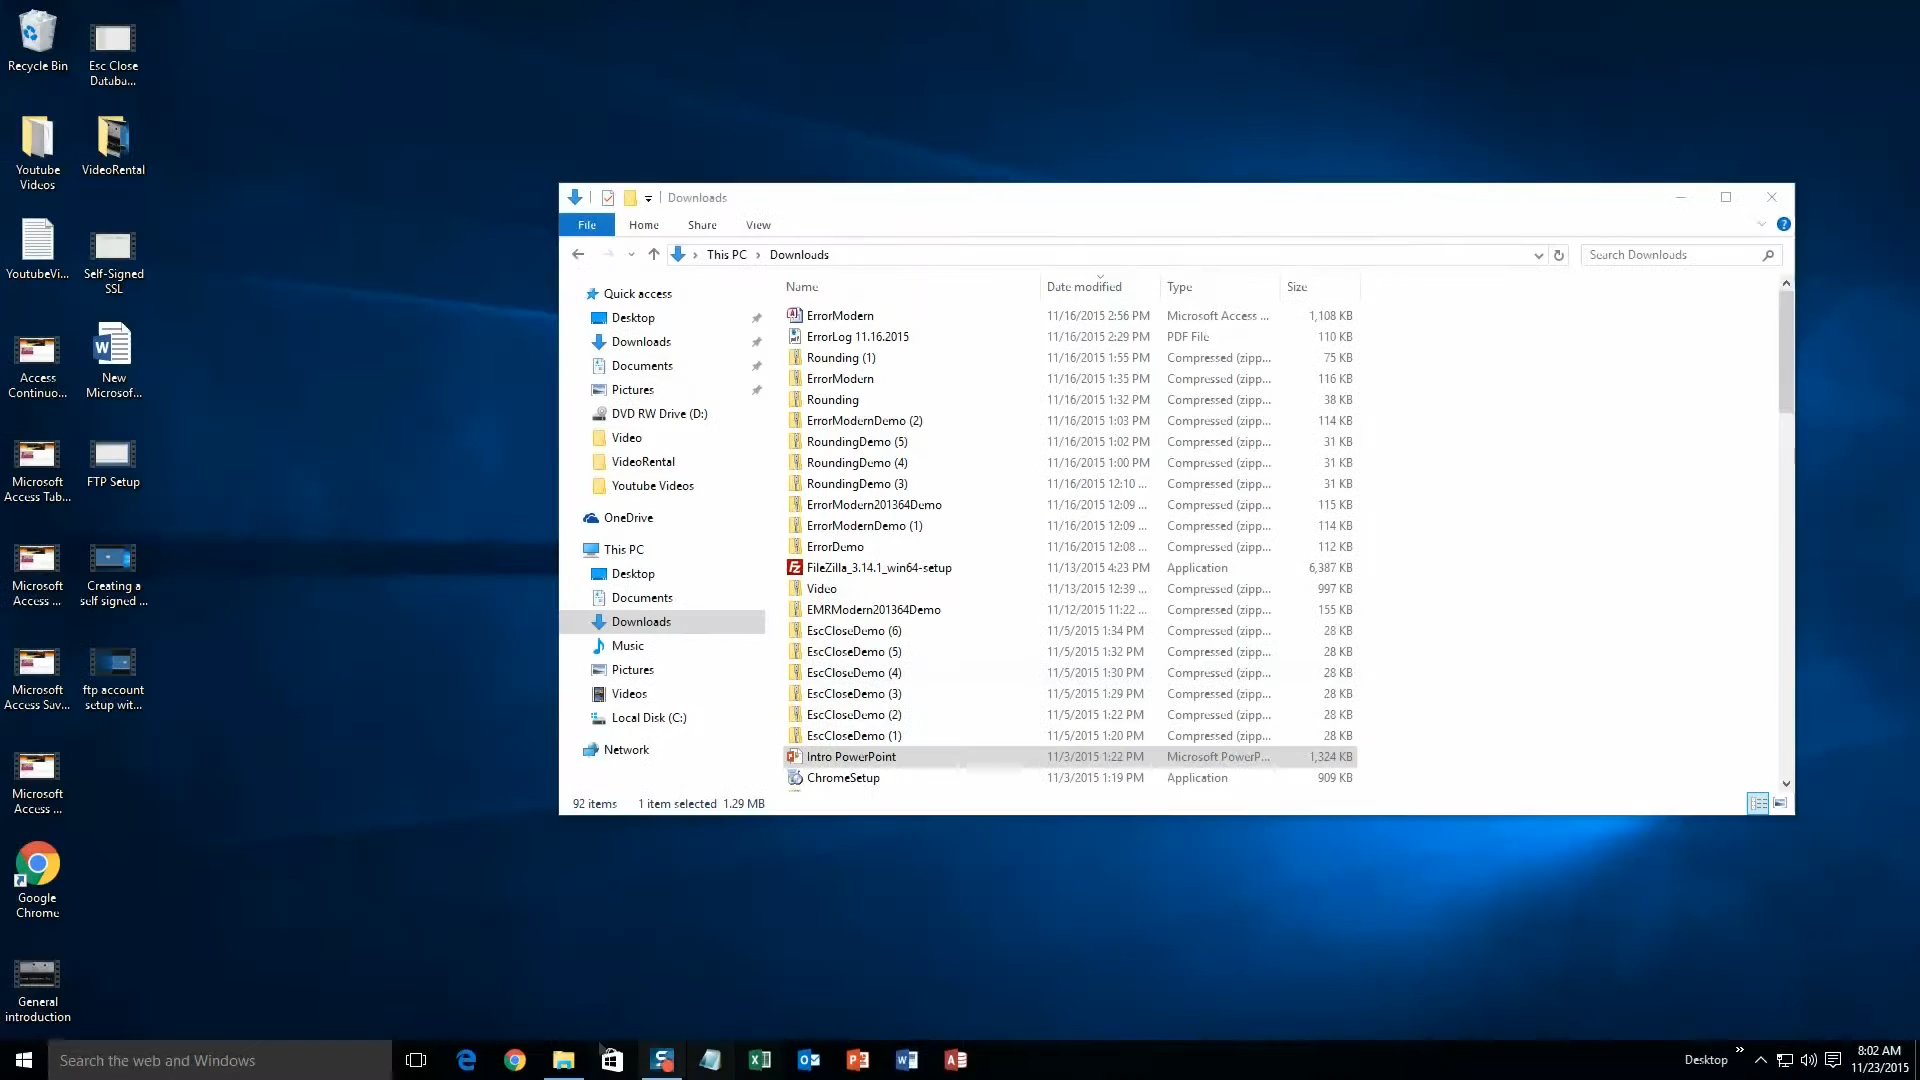 Recycle Bin
Esc Close
Databa...
Youtube
Videos
VideoRental
YoutubeVi...
Self-Signed
SSL
Access
Continuo...
New
Microsof...
Microsoft
Access Tab...
FTP Setup
Microsoft
Access ...
Creating a
self signed ...
Microsoft
Access Sav...
ftp account
setup wit...
Microsoft
Access ...
Google
Chrome
General
introduction
Downloads
File Home Share View
This PC > Downloads
Search Downloads
Quick access
Desktop
Downloads
Documents
Pictures
DVD RW Drive (D:)
Video
VideoRental
Youtube Videos
OneDrive
This PC
Desktop
Documents
Downloads
Music
Pictures
Videos
Local Disk (C:)
Network
Name Date modified Type Size
ErrorModern 11/16/2015 2:56 PM Microsoft Access ... 1,108 KB
ErrorLog 11.16.2015 11/16/2015 2:29 PM PDF File 110 KB
Rounding (1) 11/16/2015 1:55 PM Compressed (zipp... 75 KB
ErrorModern 11/16/2015 1:35 PM Compressed (zipp... 116 KB
Rounding 11/16/2015 1:32 PM Compressed (zipp... 38 KB
ErrorModernDemo (2) 11/16/2015 1:03 PM Compressed (zipp... 114 KB
RoundingDemo (5) 11/16/2015 1:02 PM Compressed (zipp... 31 KB
RoundingDemo (4) 11/16/2015 1:00 PM Compressed (zipp... 31 KB
RoundingDemo (3) 11/16/2015 12:10 ... Compressed (zipp... 31 KB
ErrorModern201364Demo 11/16/2015 12:09 ... Compressed (zipp... 115 KB
ErrorModernDemo (1) 11/16/2015 12:09 ... Compressed (zipp... 114 KB
ErrorDemo 11/16/2015 12:08 ... Compressed (zipp... 112 KB
FileZilla_3.14.1_win64-setup 11/13/2015 4:23 PM Application 6,387 KB
Video 11/13/2015 12:39 ... Compressed (zipp... 997 KB
EMRModern201364Demo 11/12/2015 11:22 ... Compressed (zipp... 155 KB
EscCloseDemo (6) 11/5/2015 1:34 PM Compressed (zipp... 28 KB
EscCloseDemo (5) 11/5/2015 1:32 PM Compressed (zipp... 28 KB
EscCloseDemo (4) 11/5/2015 1:30 PM Compressed (zipp... 28 KB
EscCloseDemo (3) 11/5/2015 1:29 PM Compressed (zipp... 28 KB
EscCloseDemo (2) 11/5/2015 1:22 PM Compressed (zipp... 28 KB
EscCloseDemo (1) 11/5/2015 1:20 PM Compressed (zipp... 28 KB
Intro PowerPoint 11/3/2015 1:22 PM Microsoft PowerP... 1,324 KB
ChromeSetup 11/3/2015 1:19 PM Application 909 KB
92 items 1 item selected 1.29 MB
Search the web and Windows
Desktop
8:02 AM
11/23/2015